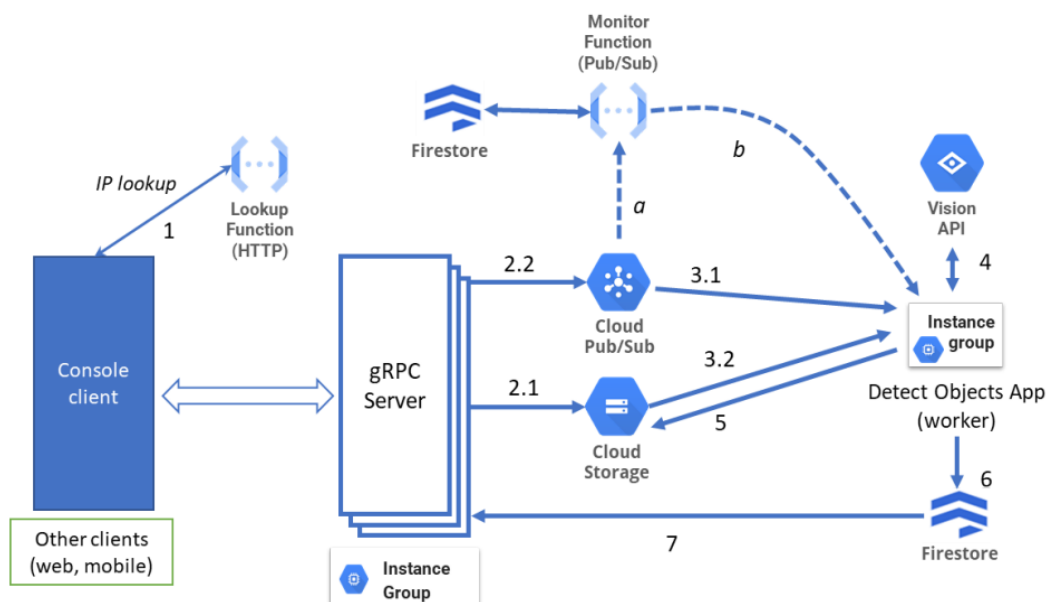 Monitor
Function
(Pub/Sub)
Firestore
b
IP lookup
a
1
Lookup
Function
(HTTP)
Vision
API
4
2.2
3.1
Cloud
Pub/Sub
Instance
group
Console
client
gRPC
Server
2.1
3.2
5
Detect Objects App
(worker)
Cloud
Storage
6
Other clients
(web, mobile)
7
Firestore
Instance
Group